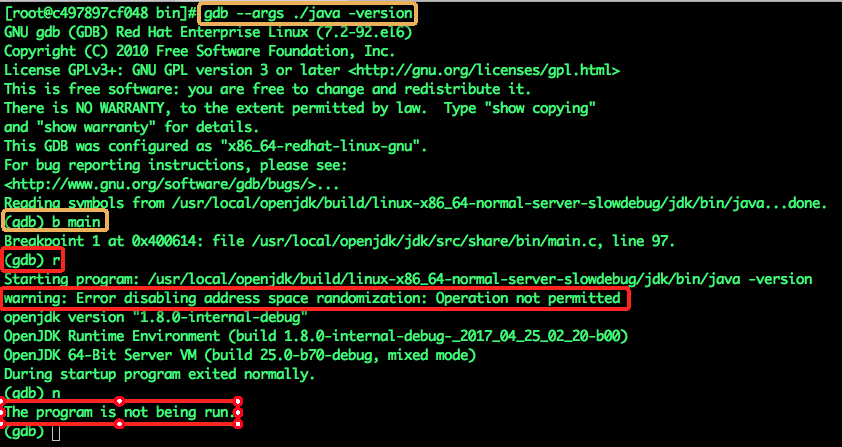 [root@c497897cf048 bin]# gdb --args ./java -version
GNU gdb (GDB) Red Hat Enterprise Linux (7.2-92.el6)
Copyright (C) 2010 Free Software Foundation, Inc.
License GPLv3+: GNU GPL version 3 or later <http://gnu.org/licenses/gpl.html>
This is free software: you are free to change and redistribute it.
There is NO WARRANTY, to the extent permitted by law.  Type "show copying"
and "show warranty" for details.
This GDB was configured as "x86_64-redhat-linux-gnu".
For bug reporting instructions, please see:
<http://www.gnu.org/software/gdb/bugs/>...
Reading symbols from /usr/local/openjdk/build/linux-x86_64-normal-server-slowdebug/jdk/bin/java...done.
(gdb) b main
Breakpoint 1 at 0x400614: file /usr/local/openjdk/jdk/src/share/bin/main.c, line 97.
(gdb) r
Starting program: /usr/local/openjdk/build/linux-x86_64-normal-server-slowdebug/jdk/bin/java -version
warning: Error disabling address space randomization: Operation not permitted
openjdk version "1.8.0-internal-debug"
OpenJDK Runtime Environment (build 1.8.0-internal-debug-_2017_04_25_02_20-b00)
OpenJDK 64-Bit Server VM (build 25.0-b70-debug, mixed mode)
During startup program exited normally.
(gdb) n
The program is not being run.
(gdb)